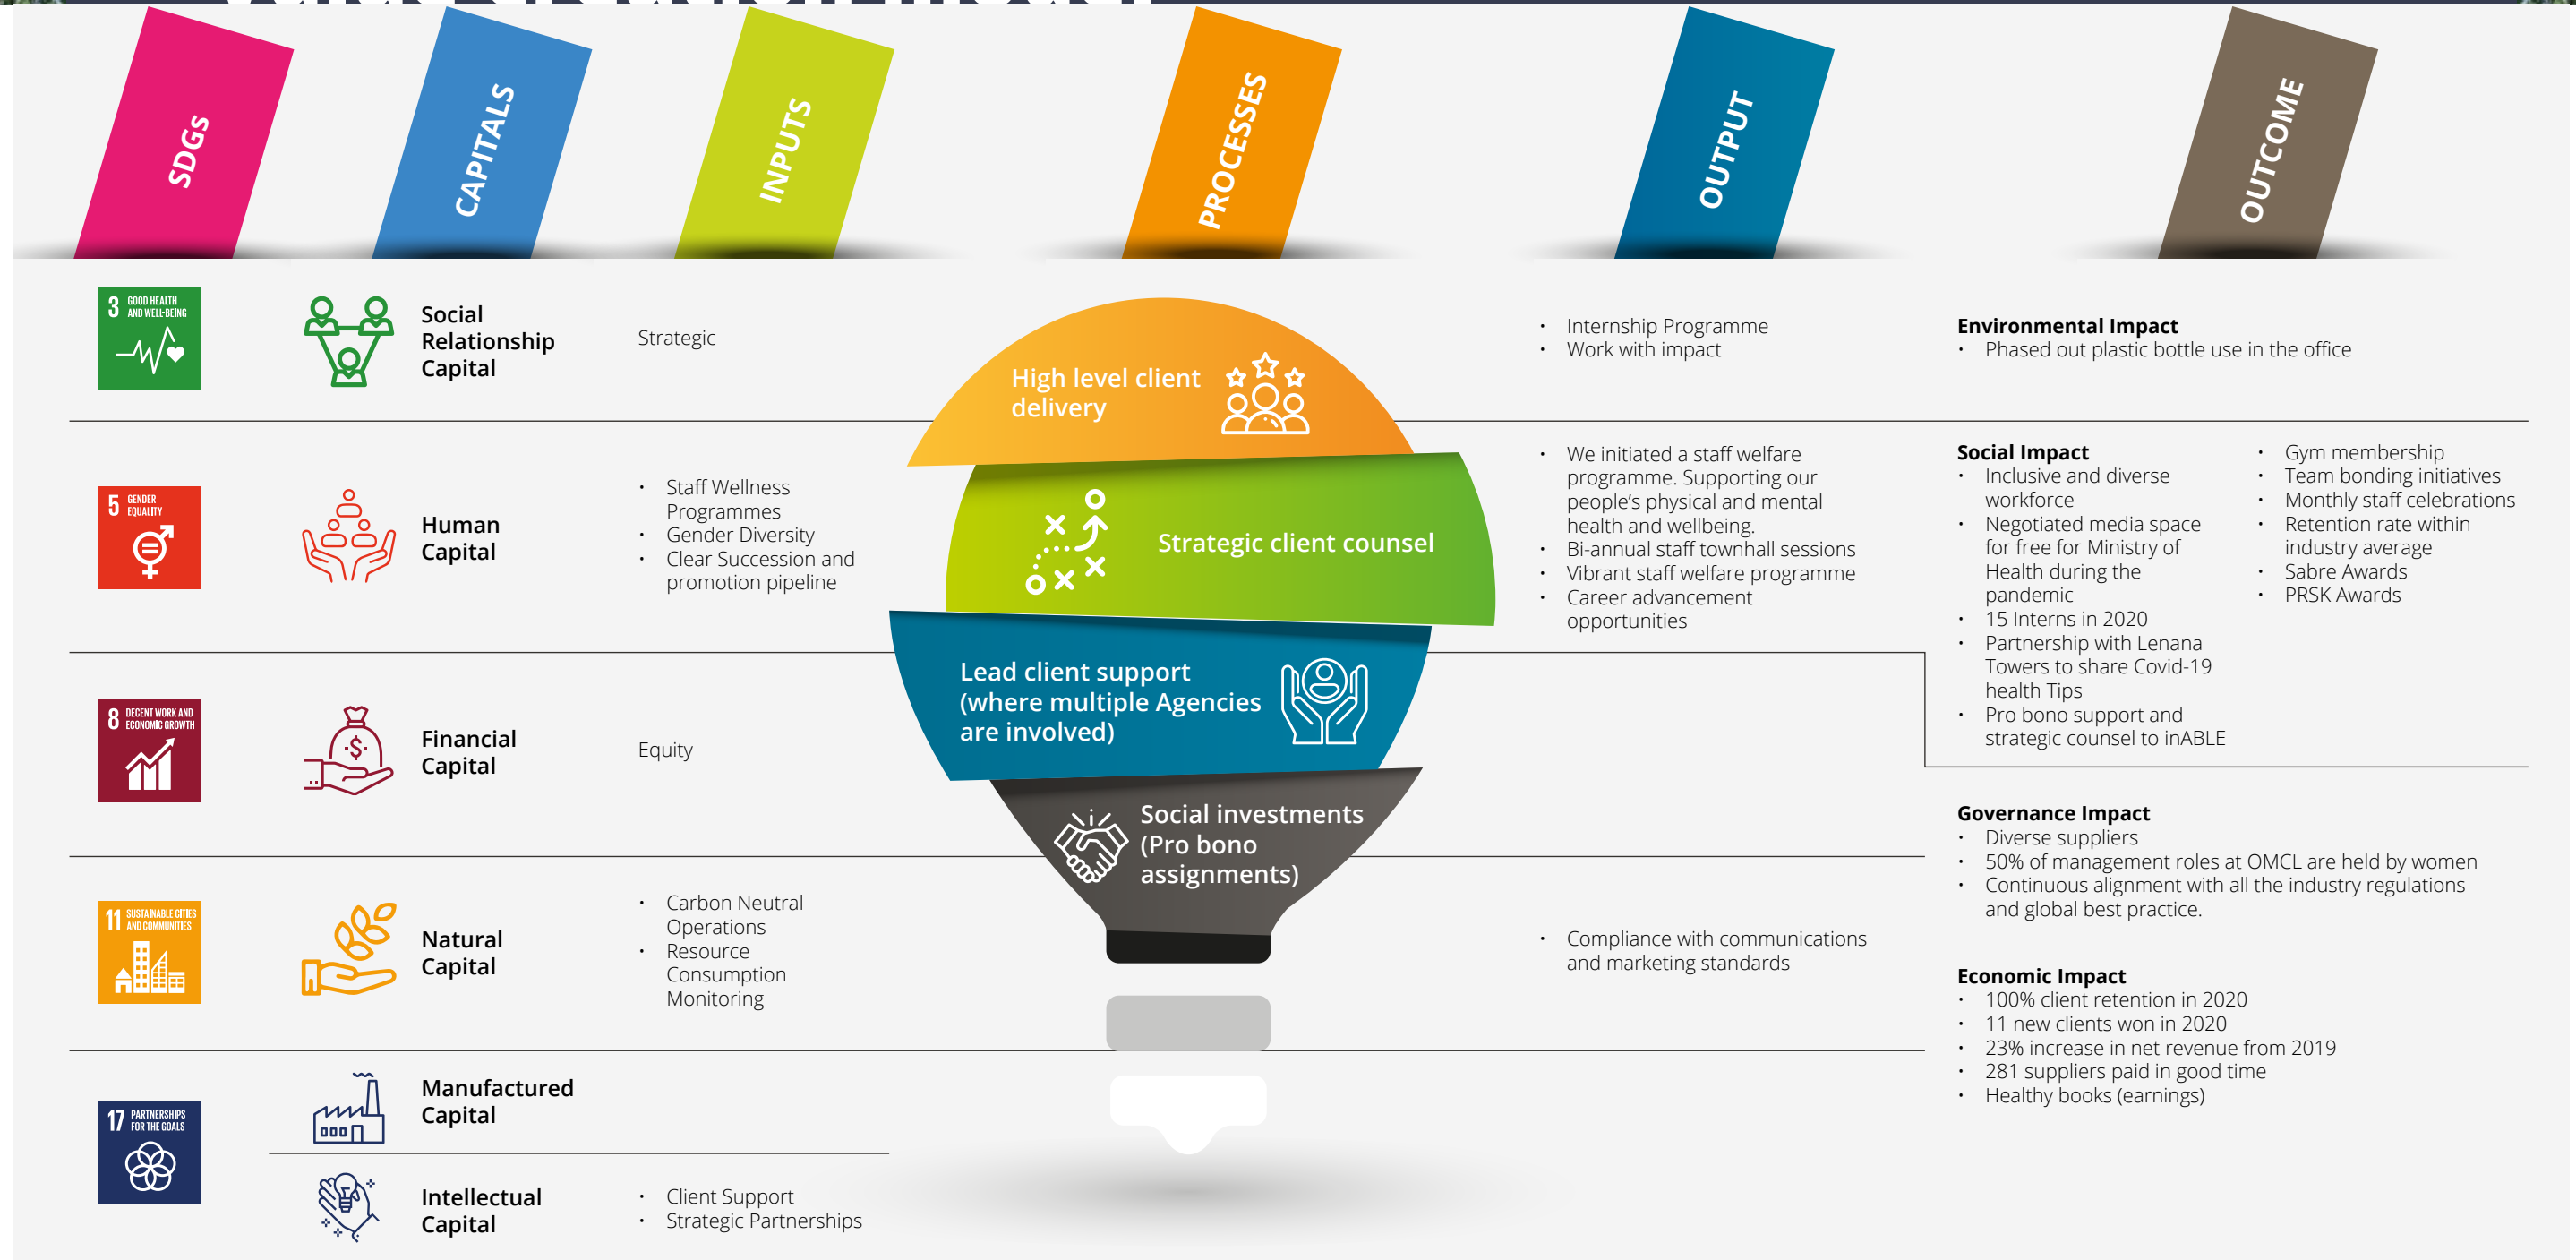 SDGs
CAPITALS
INPUTS
PROCESSES
OUTPUT
OUTCOME
3 GOOD HEALTH
AND WELL-BEING
Social
Relationship
Capital
Strategic
High level client
delivery
• Internship Programme
• Work with impact
Environmental Impact
• Phased out plastic bottle use in the office
5 GENDER
EQUALITY
Human
Capital
• Staff Wellness
Programmes
• Gender Diversity
• Clear Succession and
promotion pipeline
Strategic client counsel
• We initiated a staff welfare
programme. Supporting our
people's physical and mental
health and wellbeing.
• Bi-annual staff townhall sessions
• Vibrant staff welfare programme
• Career advancement
opportunities
Social Impact
• Inclusive and diverse
workforce
• Negotiated media space
for free for Ministry of
Health during the
pandemic
• 15 Interns in 2020
• Partnership with Lenana
Towers to share Covid-19
health Tips
• Pro bono support and
strategic counsel to inABLE
• Gym membership
• Team bonding initiatives
• Monthly staff celebrations
• Retention rate within
industry average
• Sabre Awards
• PRSK Awards
8 DECENT WORK AND
ECONOMIC GROWTH
Financial
Capital
Equity
Lead client support
(where multiple Agencies
are involved)
Social investments
(Pro bono
assignments)
Governance Impact
• Diverse suppliers
• 50% of management roles at OMCL are held by women
• Continuous alignment with all the industry regulations
and global best practice.
11 SUSTAINABLE CITIES
AND COMMUNITIES
Natural
Capital
• Carbon Neutral
Operations
• Resource
Consumption
Monitoring
• Compliance with communications
and marketing standards
Economic Impact
• 100% client retention in 2020
• 11 new clients won in 2020
• 23% increase in net revenue from 2019
• 281 suppliers paid in good time
• Healthy books (earnings)
17 PARTNERSHIPS
FOR THE GOALS
Manufactured
Capital
Intellectual
Capital
• Client Support
• Strategic Partnerships